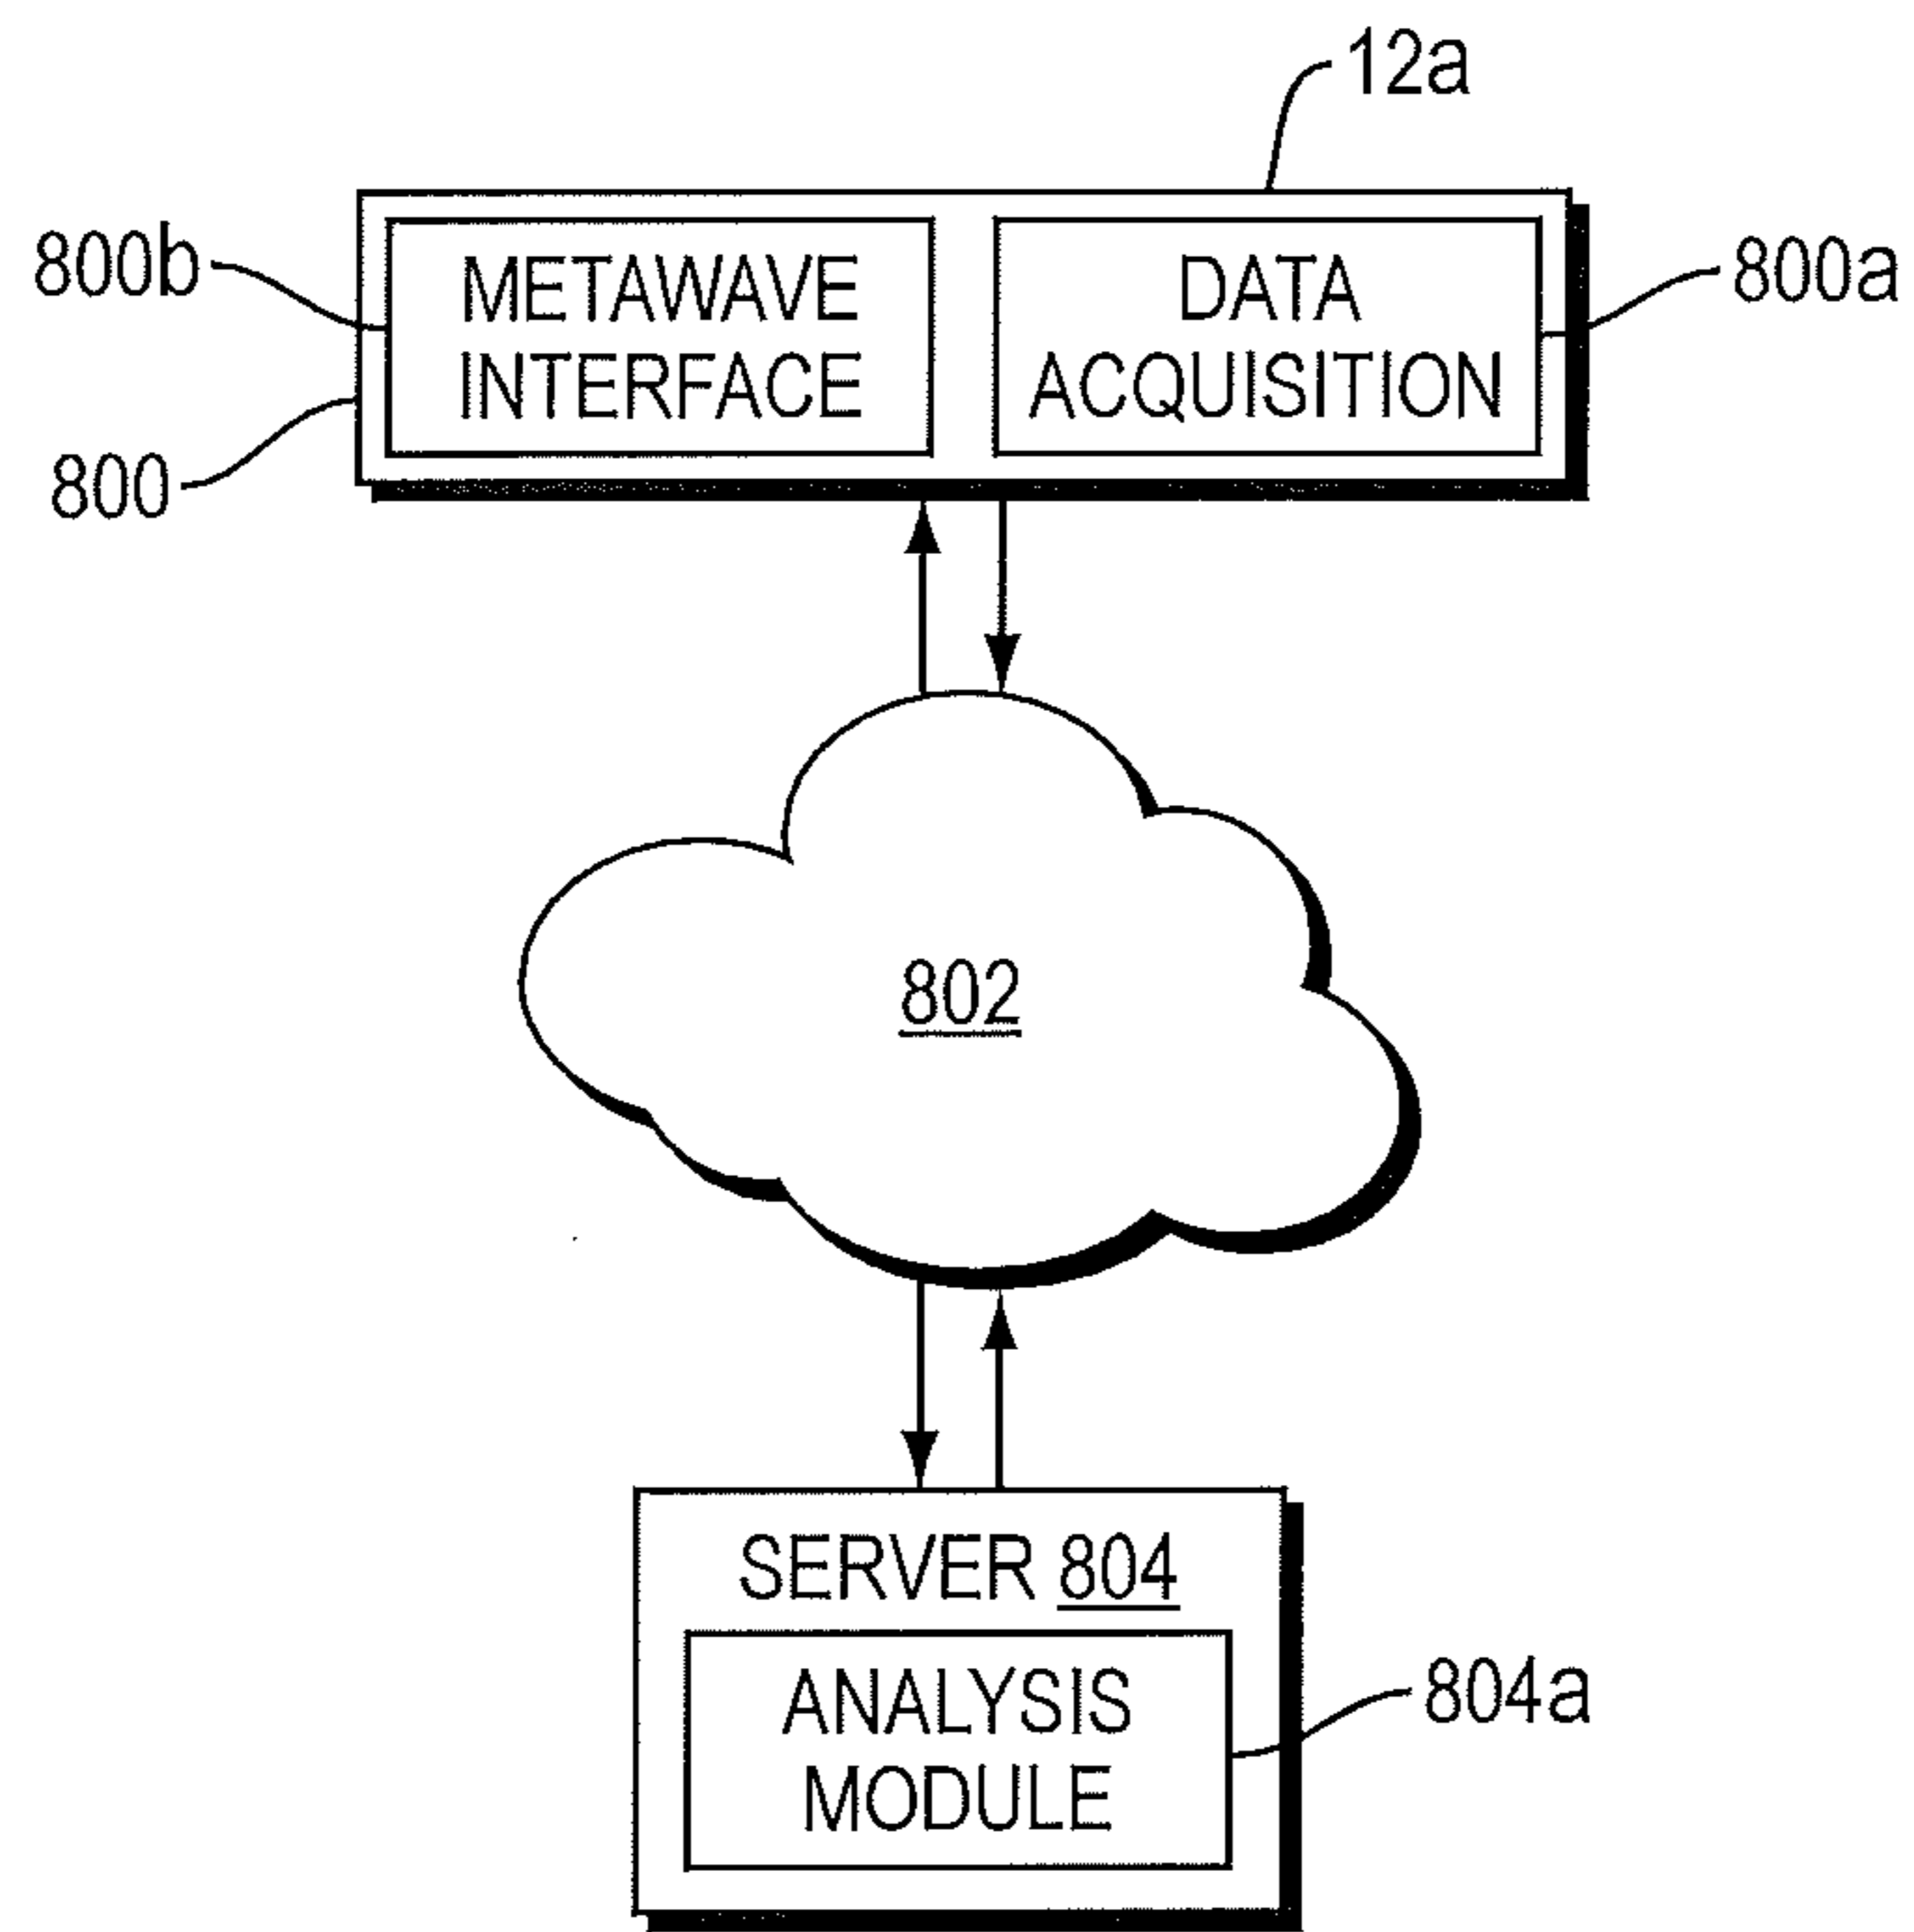 12a
800b
METAWAVE
INTERFACE
DATA
ACQUISITION
800a
800
802
SERVER 804
ANALYSIS
MODULE
804a